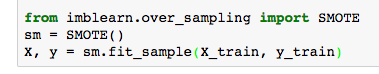 from imblearn.over_sampling import SMOTE
sm = SMOTE()
X, y = sm.fit_sample(X_train, y_train)